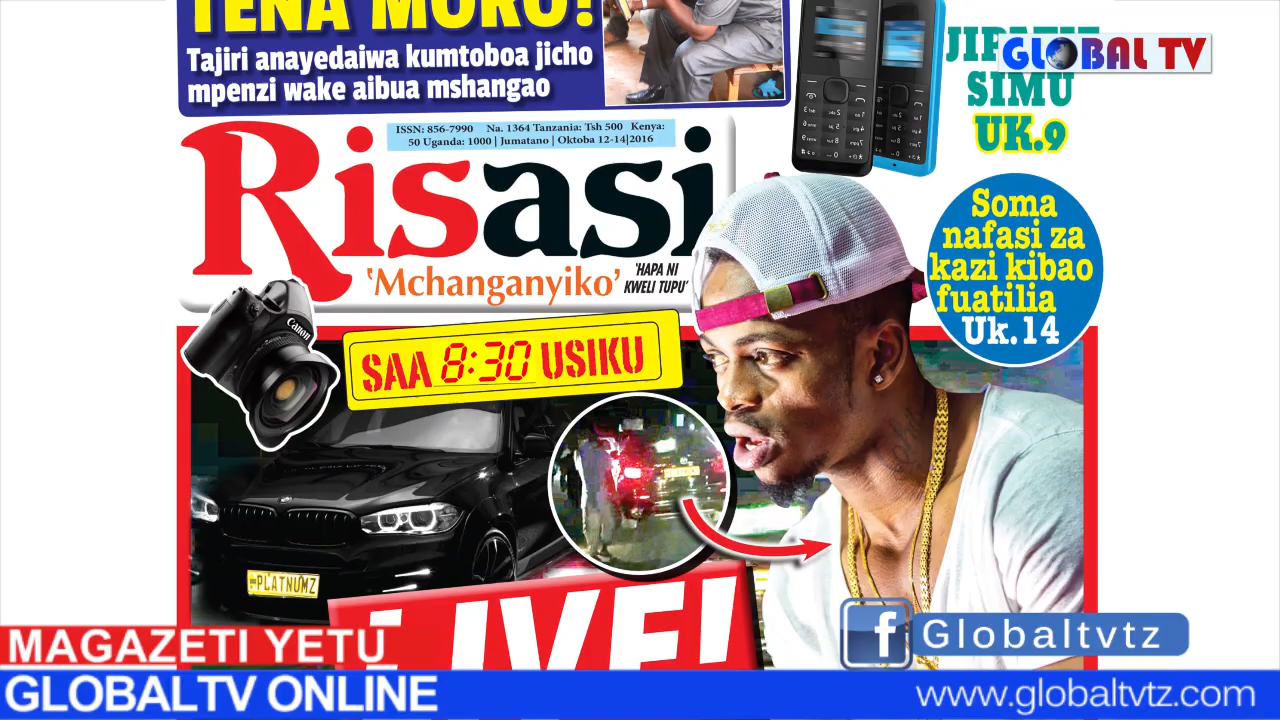 TENA MORO!
Tajiri anayedaiwa kumtoboa jicho
mpenzi wake aibua mshangao
SIMU
UK.9
GLOBAL TV
ISSN: 856-7990 Na. 1364 Tanzania: Tsh 500 Kenya:
50 Uganda: 1000 | Jumatano | Oktoba 12-14|2016
Risasi
'Mchanganyiko'
'HAPA NI
KWELI TUPU'
Soma
nafasi za
kazi kibao
fuatilia
Uk.14
Canon
SAA 8:30 USIKU
PLATNUMZ
LIVE!
f Globaltvtz
MAGAZETI YETU
GLOBALTV ONLINE
www.globaltvtz.com